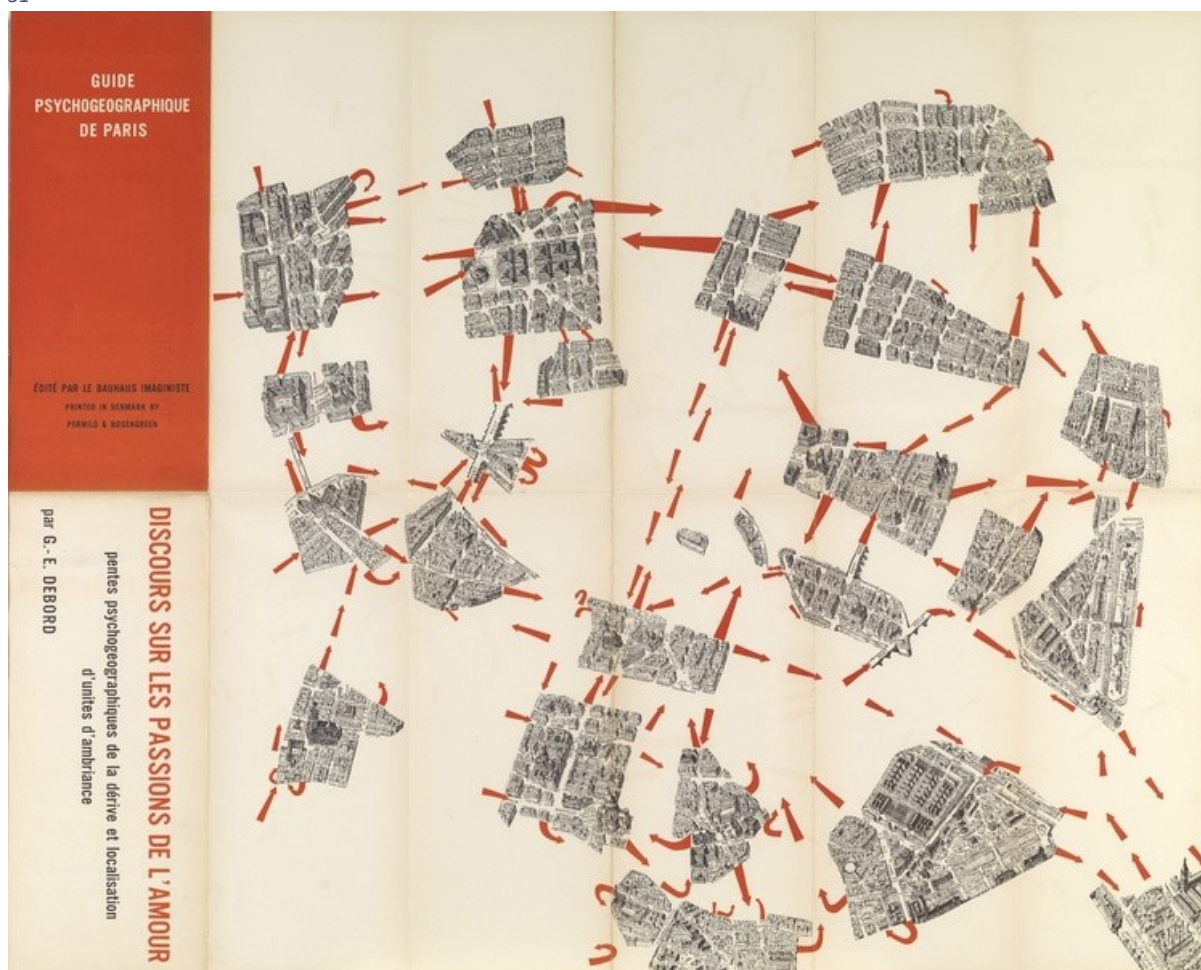 GUIDE
PSYCHOGEOGRAPHIQUE
DE PARIS
ÉDITÉ PAR LE BAUHAUS IMAGINISTE
PRINTED IN DENMARK BY
PERMILD & ROSENGREEN
DISCOURS SUR LES PASSIONS DE L'AMOUR
pentes psychogeographiques de la dérive et localisation
d'unites d'ambriance
par G.-E. DEBORD